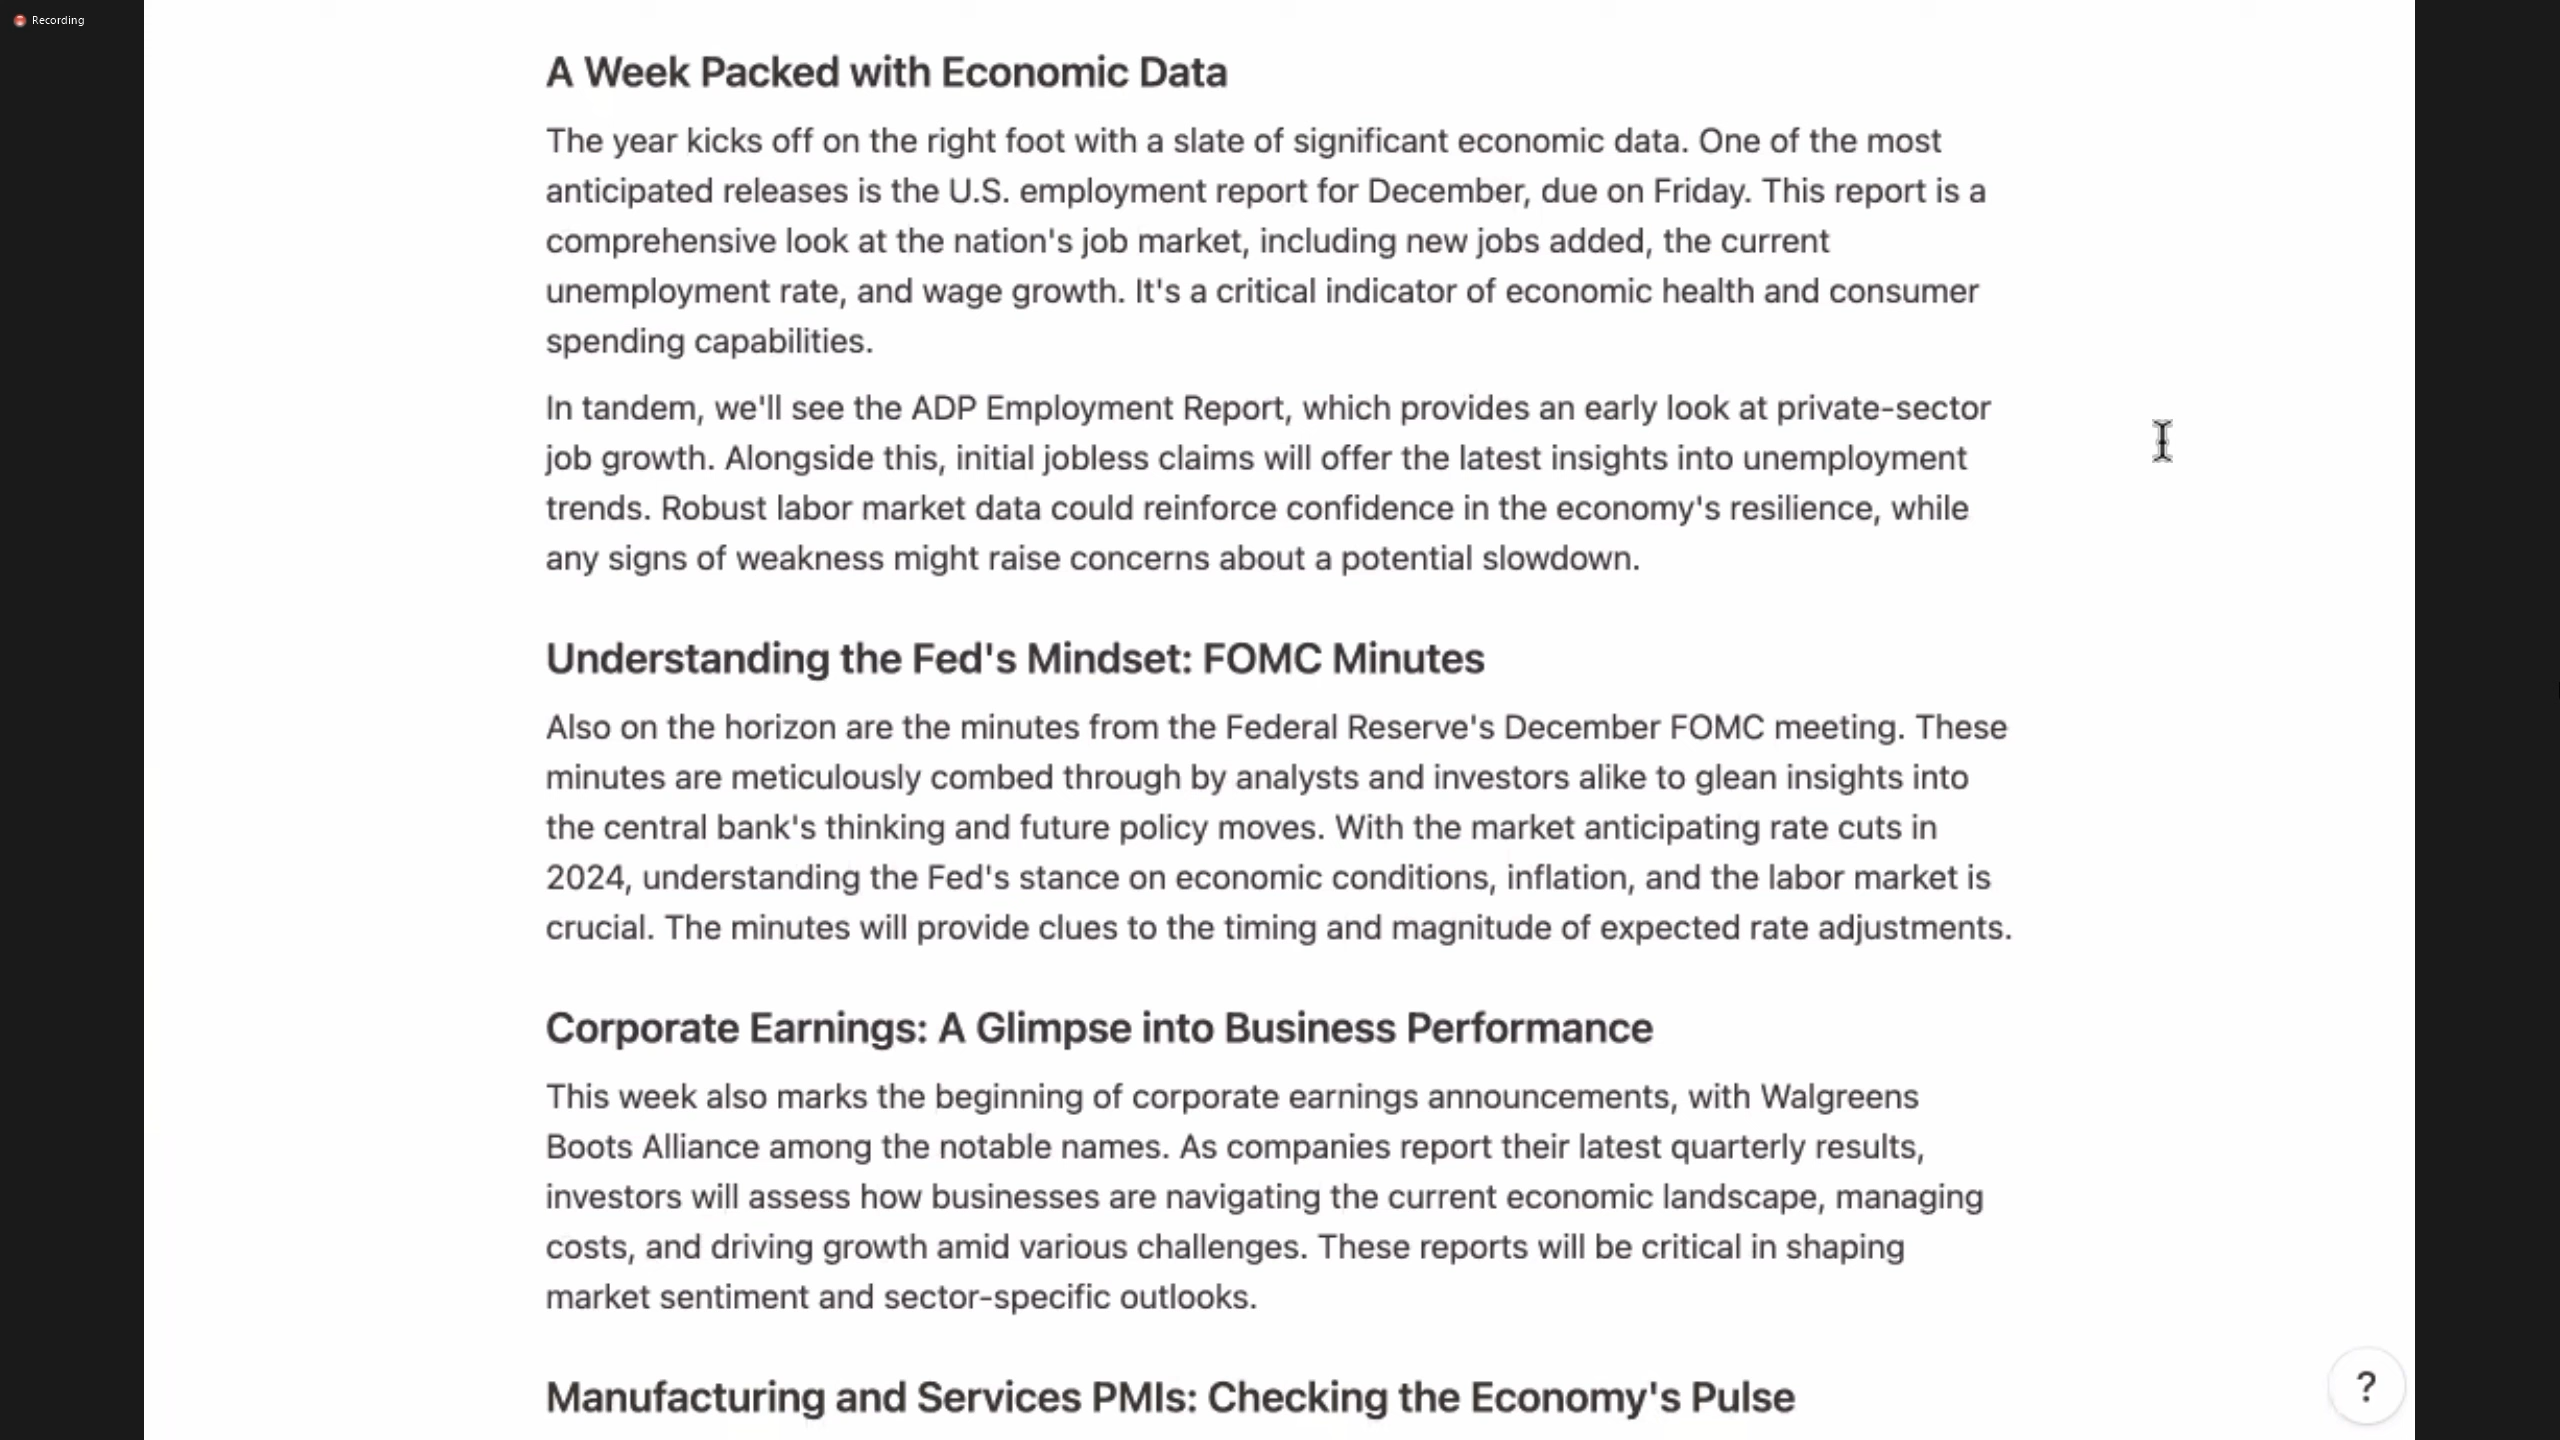 Recording
A Week Packed with Economic Data
The year kicks off on the right foot with a slate of significant economic data. One of the most
anticipated releases is the U.S. employment report for December, due on Friday. This report is a
comprehensive look at the nation's job market, including new jobs added, the current
unemployment rate, and wage growth. It's a critical indicator of economic health and consumer
spending capabilities.
In tandem, we'll see the ADP Employment Report, which provides an early look at private-sector
job growth. Alongside this, initial jobless claims will offer the latest insights into unemployment
trends. Robust labor market data could reinforce confidence in the economy's resilience, while
any signs of weakness might raise concerns about a potential slowdown.
Understanding the Fed's Mindset: FOMC Minutes
Also on the horizon are the minutes from the Federal Reserve's December FOMC meeting. These
minutes are meticulously combed through by analysts and investors alike to glean insights into
the central bank's thinking and future policy moves. With the market anticipating rate cuts in
2024, understanding the Fed's stance on economic conditions, inflation, and the labor market is
crucial. The minutes will provide clues to the timing and magnitude of expected rate adjustments.
Corporate Earnings: A Glimpse into Business Performance
This week also marks the beginning of corporate earnings announcements, with Walgreens
Boots Alliance among the notable names. As companies report their latest quarterly results,
investors will assess how businesses are navigating the current economic landscape, managing
costs, and driving growth amid various challenges. These reports will be critical in shaping
market sentiment and sector-specific outlooks.
Manufacturing and Services PMIs: Checking the Economy's Pulse
?